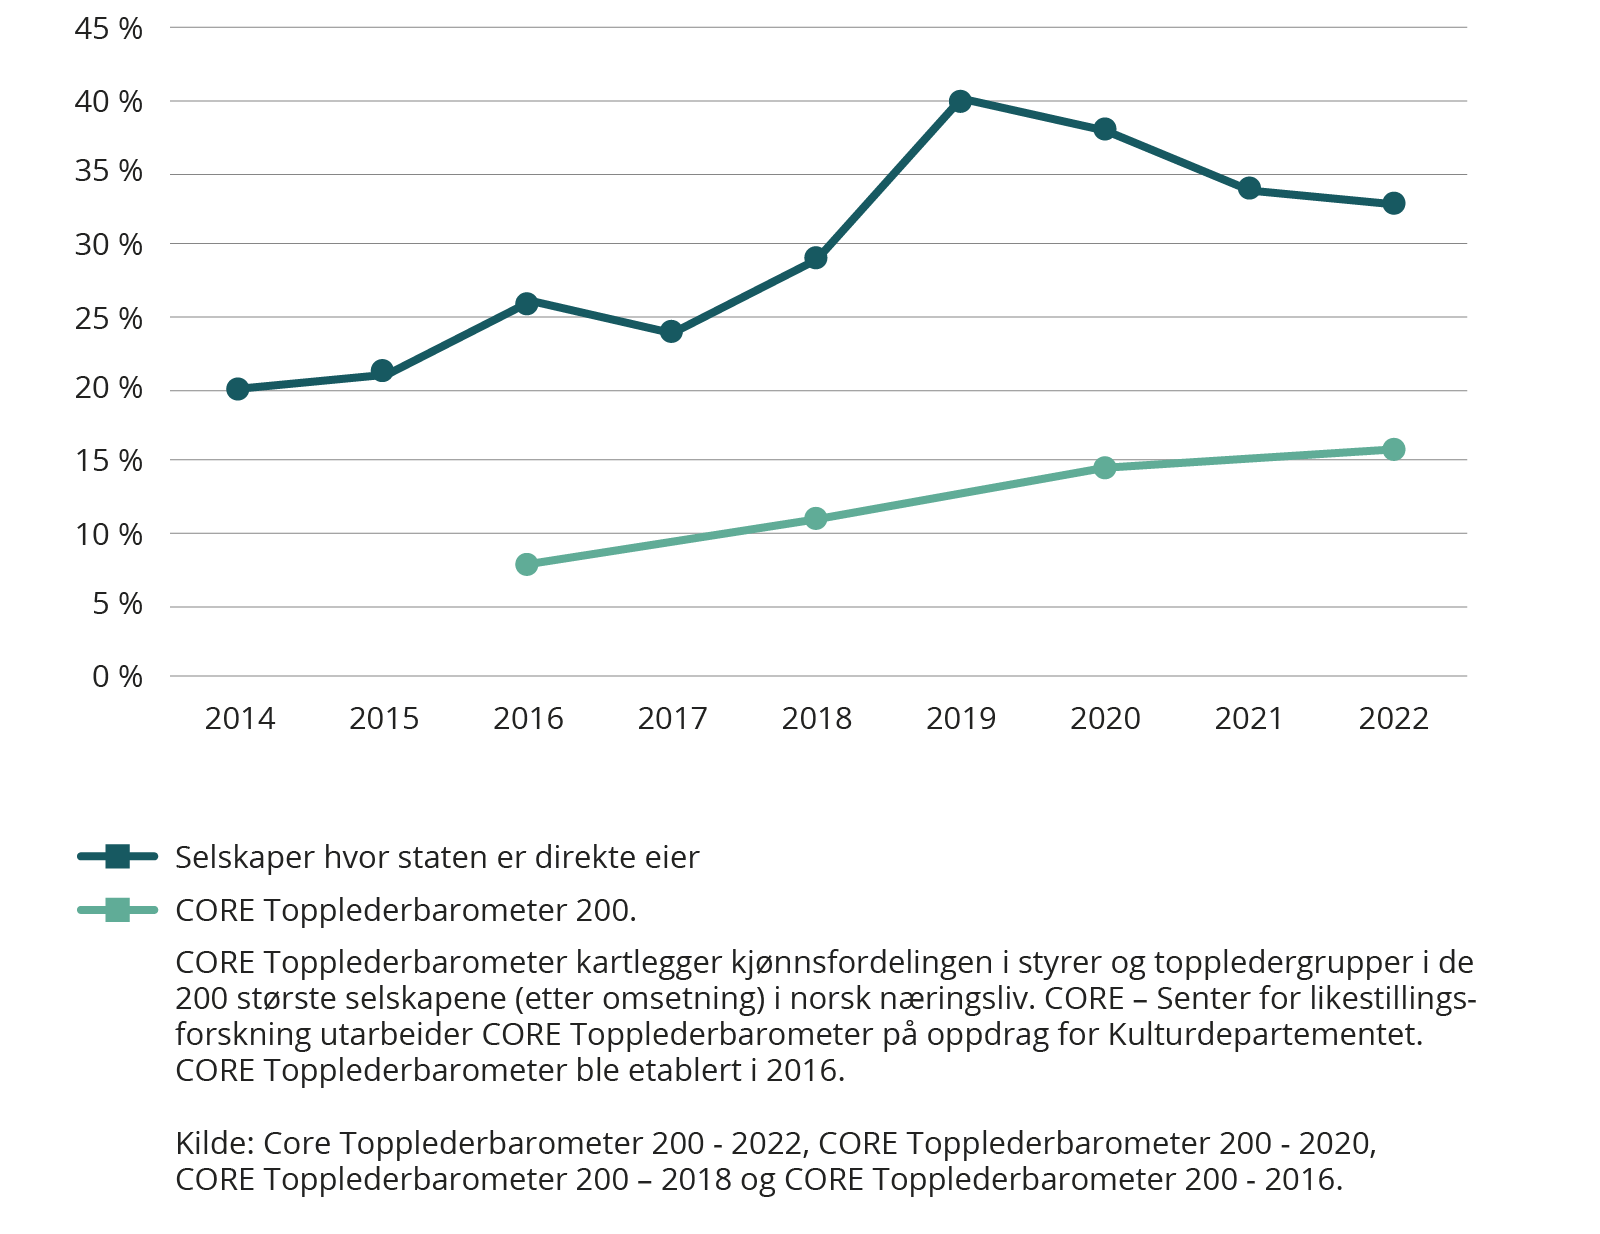 45 %
40 %
35 %
30 %
25 %
20 %
15 %
10 %
5 %
0 %
2014 2015 2016 2017 2018 2019 2020 2021 2022
Selskaper hvor staten er direkte eier
CORE Topplederbarometer 200.
CORE Topplederbarometer kartlegger kjønnsfordelingen i styrer og toppledergrupper i de
200 største selskapene (etter omsetning) i norsk næringsliv. CORE – Senter for likestillings-
forskning utarbeider CORE Topplederbarometer på oppdrag for Kulturdepartementet.
CORE Topplederbarometer ble etablert i 2016.
Kilde: Core Topplederbarometer 200 - 2022, CORE Topplederbarometer 200 - 2020,
CORE Topplederbarometer 200 – 2018 og CORE Topplederbarometer 200 - 2016.